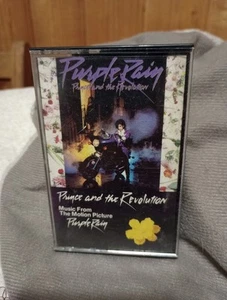 Purple Rain
Prince and the Revolution
Prince and the Revolution
Music From
The Motion Picture
Purple Rain